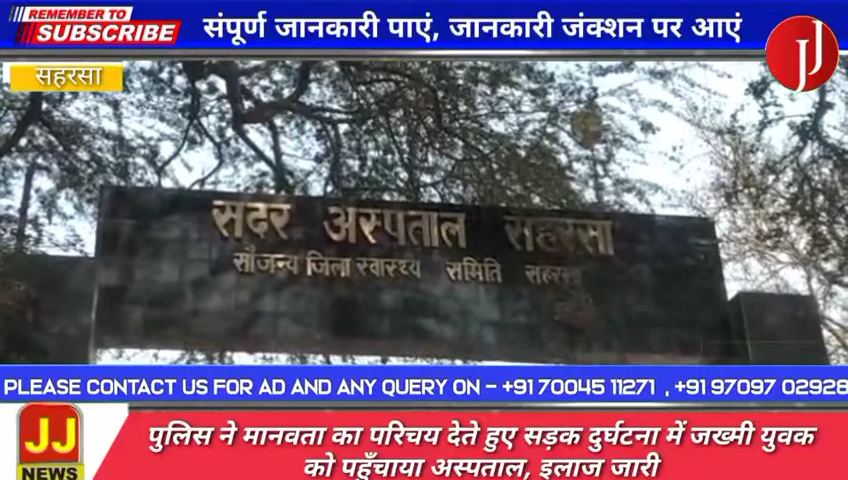 REMEMBER TO
SUBSCRIBE
संपूर्ण जानकारी पाएं, जानकारी जंक्शन पर आएं
JJ
सहरसा
सदर अस्पताल सहरसा
सौजन्य जिला स्वास्थ्य समिति सहरसा
PLEASE CONTACT US FOR AD AND ANY QUERY ON - +91 70045 11271 , +91 97097 02928
JJ
NEWS
पुलिस ने मानवता का परिचय देते हुए सड़क दुर्घटना में जख्मी युवक
को पहुँचाया अस्पताल, इलाज जारी